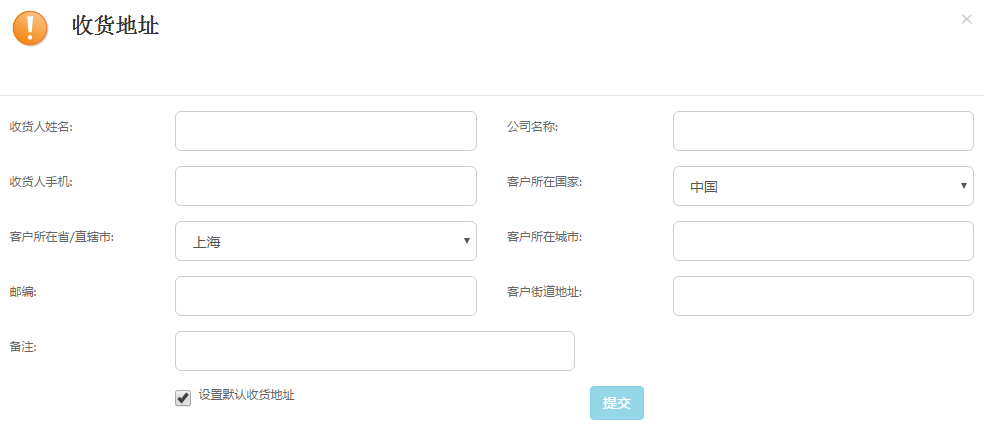 收货地址
收货人姓名:
公司名称:
收货人手机:
客户所在国家:
中国
客户所在省/直辖市:
上海
客户所在城市:
邮编:
客户街道地址:
备注:
设置默认收货地址
提交